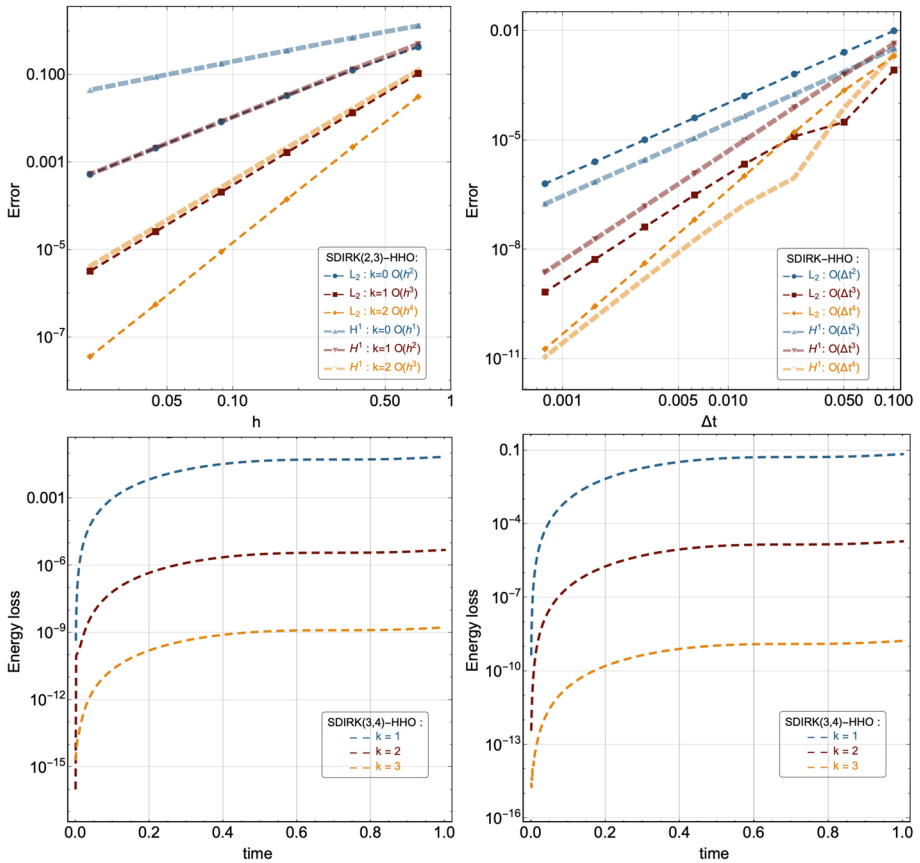 0.100
0.001
10^-5
10^-7
Error
0.05
0.10
0.50
1
h
SDIRK(2,3)-HHO:
L2 : k=0 O(h^2)
L2 : k=1 O(h^3)
L2 : k=2 O(h^4)
H^1 : k=0 O(h^1)
H^1 : k=1 O(h^2)
H^1 : k=2 O(h^3)
0.01
10^-5
10^-8
10^-11
Error
0.001
0.005
0.010
0.050
0.100
Δt
SDIRK-HHO :
L2 : O(Δt^2)
L2 : O(Δt^3)
L2 : O(Δt^4)
H^1: O(Δt^2)
H^1: O(Δt^3)
H^1: O(Δt^4)
0.001
10^-6
10^-9
10^-12
10^-15
Energy loss
0.0
0.2
0.4
0.6
0.8
1.0
time
SDIRK(3,4)-HHO :
k = 1
k = 2
k = 3
0.1
10^-4
10^-7
10^-10
10^-13
10^-16
Energy loss
0.0
0.2
0.4
0.6
0.8
1.0
time
SDIRK(3,4)-HHO :
k = 1
k = 2
k = 3